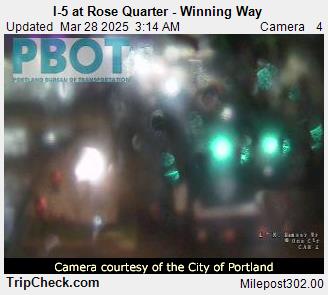 I-5 at Rose Quarter - Winning Way
Updated Mar 28 2025 3:14 AM Camera 4
PBOT
PORTLAND BUREAU OF TRANSPORTATION
Camera courtesy of the City of Portland
TripCheck.com Milepost302.00